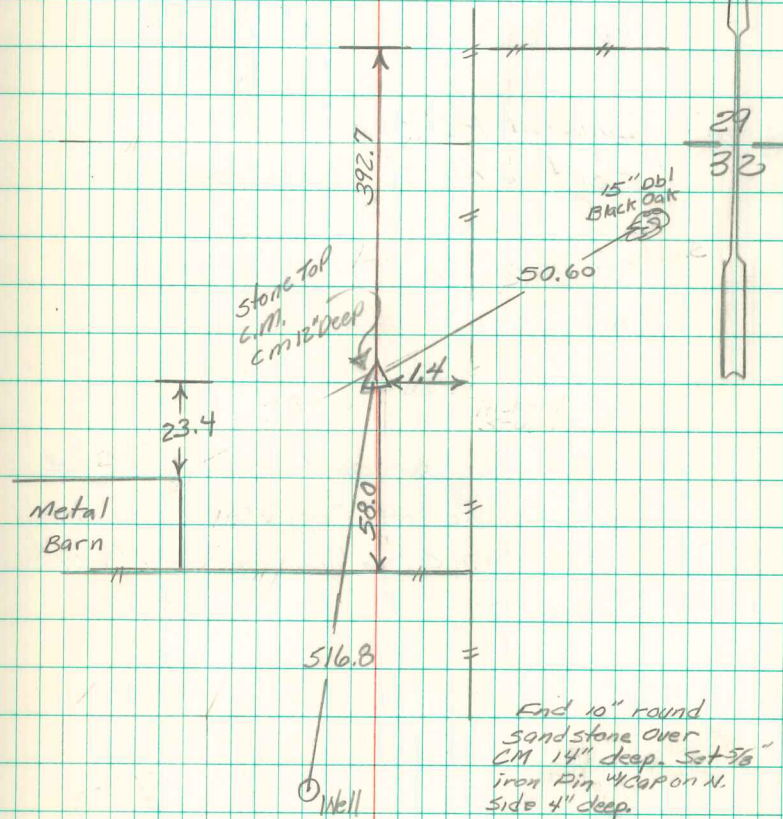 29
32
392.7
15" Dbl
Black Oak
50.60
Stone Top
C.M.
CM 12" Deep
1.4
23.4
58.0
Metal
Barn
516.8
Well
Fnd 10" round
sandstone over
CM 14" deep. Set 5/8"
iron Pin w/Cap on N.
side 4" deep.